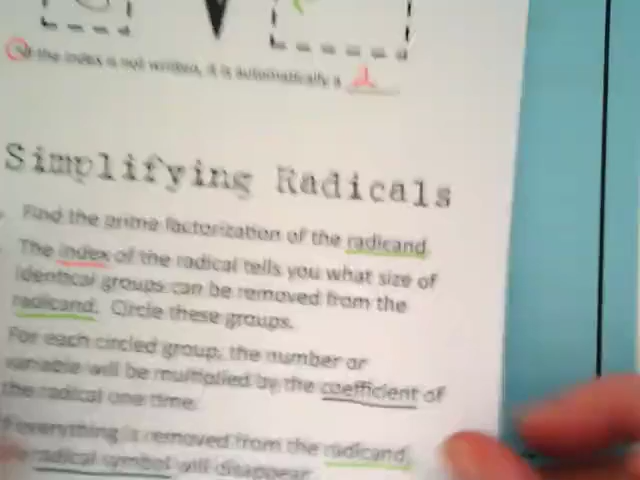 If the index is not written, it is automatically a 2
Simplifying Radicals
Find the prime factorization of the radicand.
The index of the radical tells you what size of
identical groups can be removed from the
radicand. Circle these groups.
For each circled group, the number or
variable will be multiplied by the coefficient of
the radical one time.
If everything is removed from the radicand,
radical symbol will disappear.